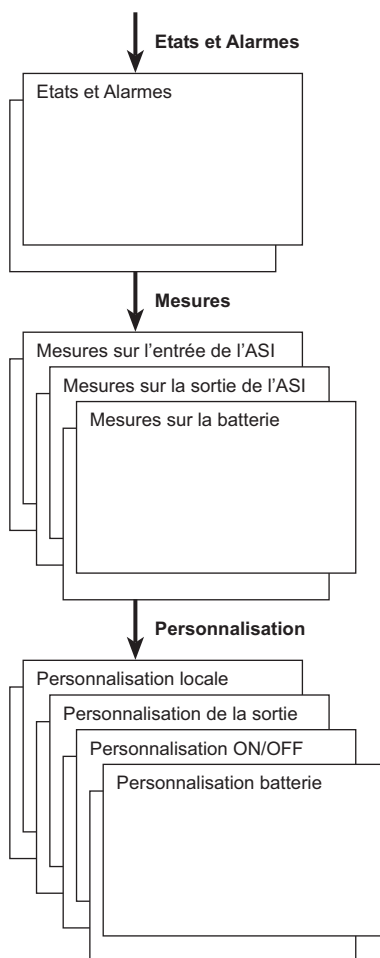 Etats et Alarmes
Etats et Alarmes
Mesures
Mesures sur l'entrée de l'ASI
Mesures sur la sortie de l'ASI
Mesures sur la batterie
Personnalisation
Personnalisation locale
Personnalisation de la sortie
Personnalisation ON/OFF
Personnalisation batterie